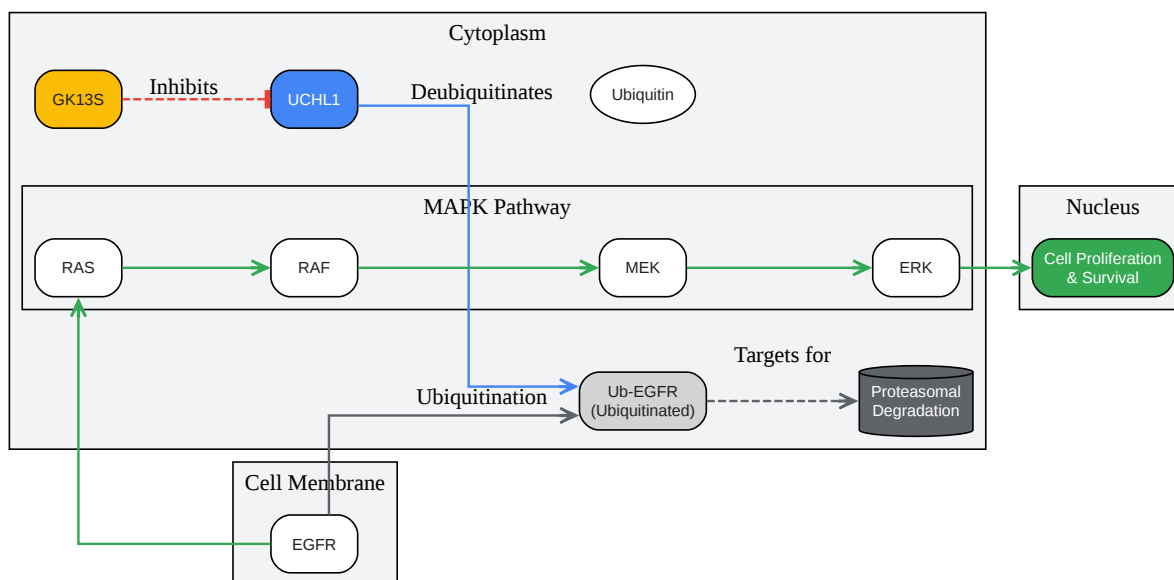 Cytoplasm
GK13S
Inhibits
UCHL1
Deubiquitinates
Ubiquitin
MAPK Pathway
RAS
RAF
MEK
ERK
Nucleus
Cell Proliferation
& Survival
Ubiquitination
Ub-EGFR
(Ubiquitinated)
Targets for
Proteasomal
Degradation
Cell Membrane
EGFR